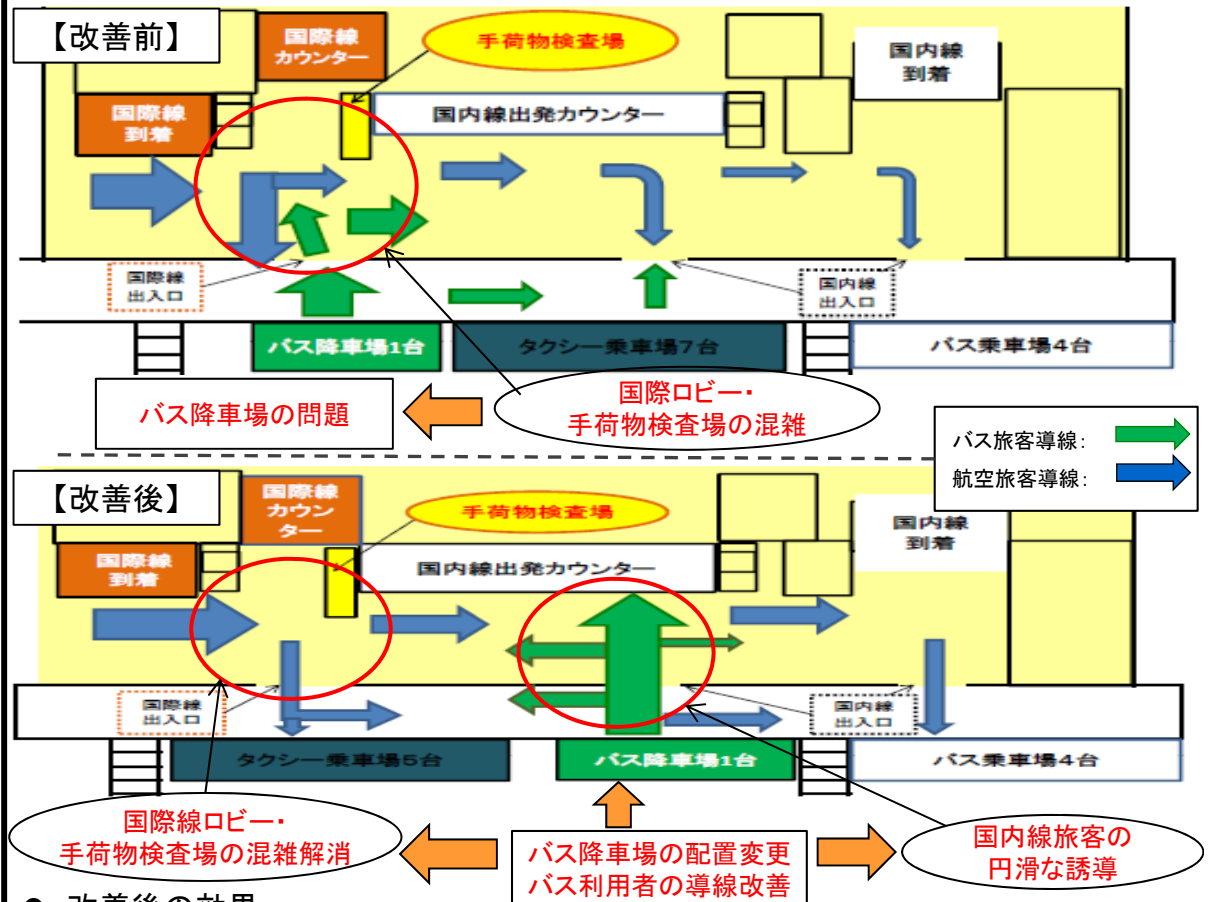 【改善前】
国際線
カウンター
手荷物検査場
国内線
到着
国際線
到着
国内線出発カウンター
国際線
出入口
国内線
出入口
バス降車場1台
タクシー乗車場7台
バス乗車場4台
バス降車場の問題
国際ロビー・
手荷物検査場の混雑
バス旅客導線:
航空旅客導線:
【改善後】
国際線
カウン
ター
手荷物検査場
国内線
到着
国際線
到着
国内線出発カウンター
国際線
出入口
国内線
出入口
タクシー乗車場5台
バス降車場1台
バス乗車場4台
国際線ロビー・
手荷物検査場の混雑解消
バス降車場の配置変更
バス利用者の導線改善
国内線旅客の
円滑な誘導
● 改善後の効果